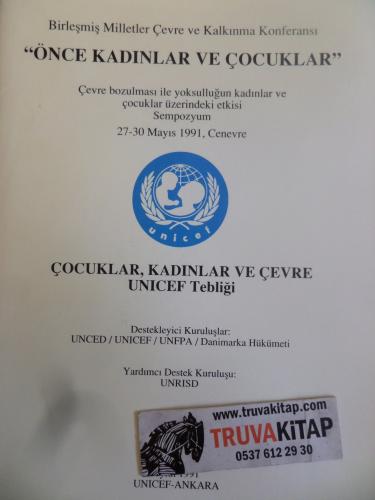 Birleşmiş Milletler Çevre ve Kalkınma Konferansı
“ÖNCE KADINLAR VE ÇOCUKLAR”
Çevre bozulması ile yoksulluğun kadınlar ve
çocuklar üzerindeki etkisi
Sempozyum
27-30 Mayıs 1991, Cenevre
unicef
ÇOCUKLAR, KADINLAR VE ÇEVRE
UNICEF Tebliği
Destekleyici Kuruluşlar:
UNCED / UNICEF / UNFPA / Danimarka Hükümeti
Yardımcı Destek Kuruluşu:
UNRISD
www.truvakitap.com
TRUVAKiTAP
0537 612 29 30
1991
UNICEF-ANKARA